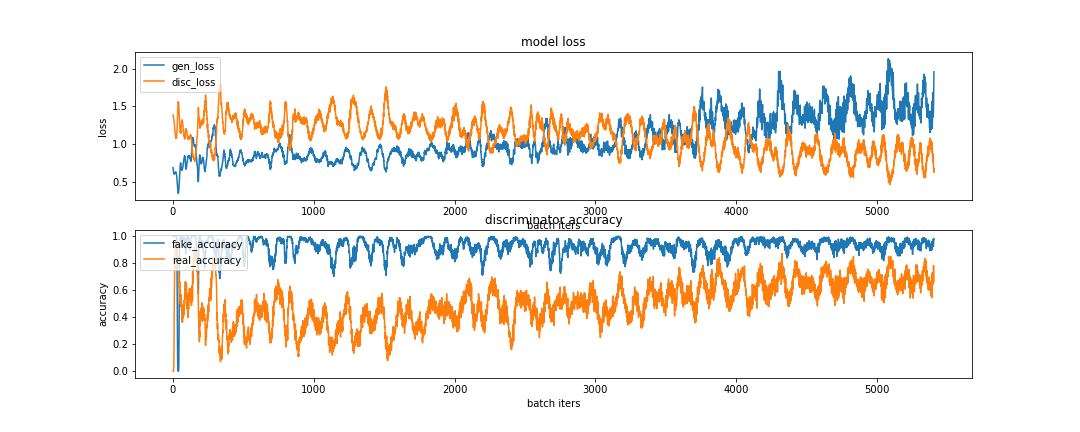 model loss
gen_loss
disc_loss
loss
2.0
1.5
1.0
0.5
0 1000 2000 3000 4000 5000
batch iters
discriminator accuracy
fake_accuracy
real_accuracy
accuracy
1.0
0.8
0.6
0.4
0.2
0.0
0 1000 2000 3000 4000 5000
batch iters